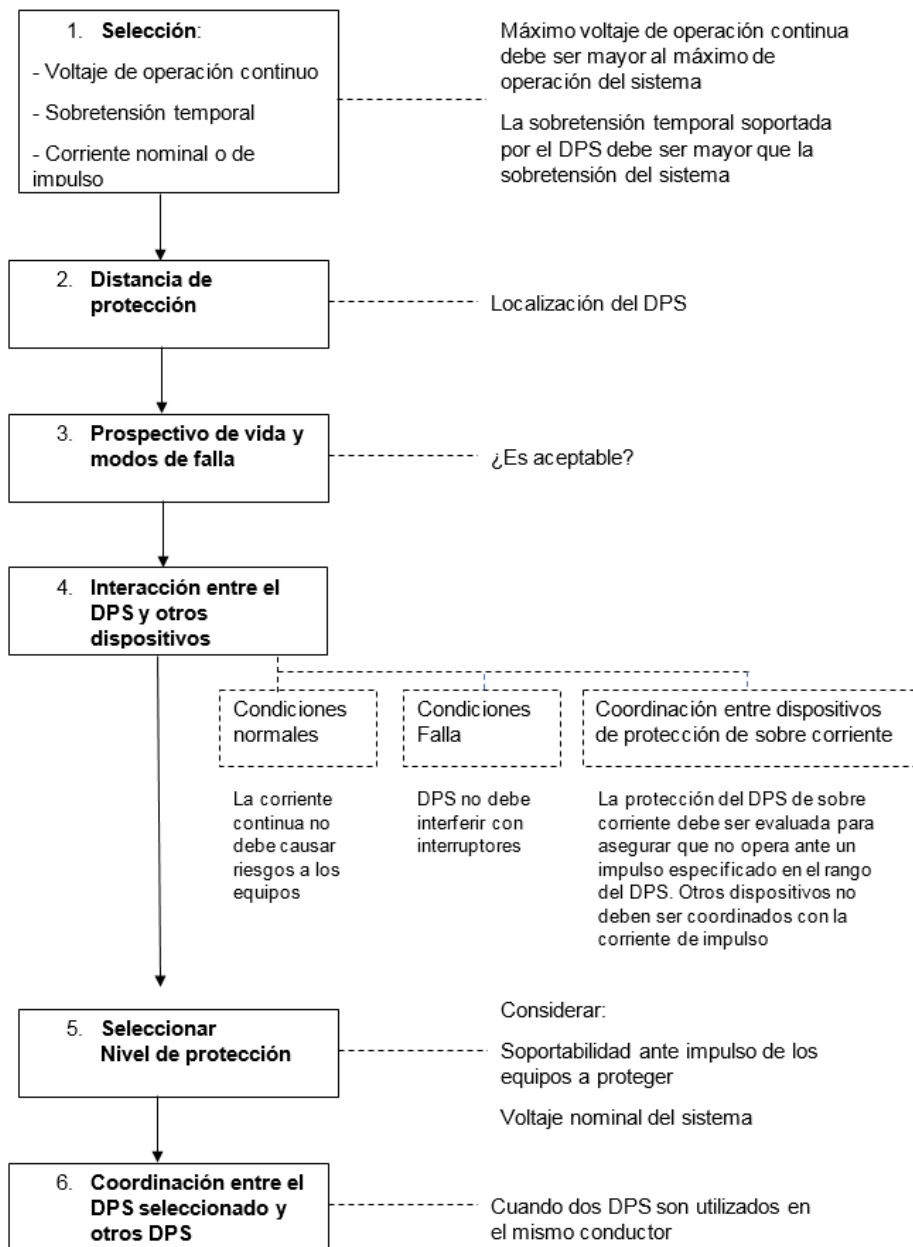 1. Selección:
- Voltaje de operación continuo
- Sobretensión temporal
- Corriente nominal o de
impulso
Máximo voltaje de operación continua
debe ser mayor al máximo de
operación del sistema
La sobretensión temporal soportada
por el DPS debe ser mayor que la
sobretensión del sistema
2. Distancia de
protección
Localización del DPS
3. Prospectivo de vida y
modos de falla
¿Es aceptable?
4. Interacción entre el
DPS y otros
dispositivos
Condiciones
normales
Condiciones
Falla
Coordinación entre dispositivos
de protección de sobre corriente
La corriente
continua no
debe causar
riesgos a los
equipos
DPS no debe
interferir con
interruptores
La protección del DPS de sobre
corriente debe ser evaluada para
asegurar que no opera ante un
impulso especificado en el rango
del DPS. Otros dispositivos no
deben ser coordinados con la
corriente de impulso
5. Seleccionar
Nivel de protección
Considerar:
Soportabilidad ante impulso de los
equipos a proteger
Voltaje nominal del sistema
6. Coordinación entre el
DPS seleccionado y
otros DPS
Cuando dos DPS son utilizados en
el mismo conductor